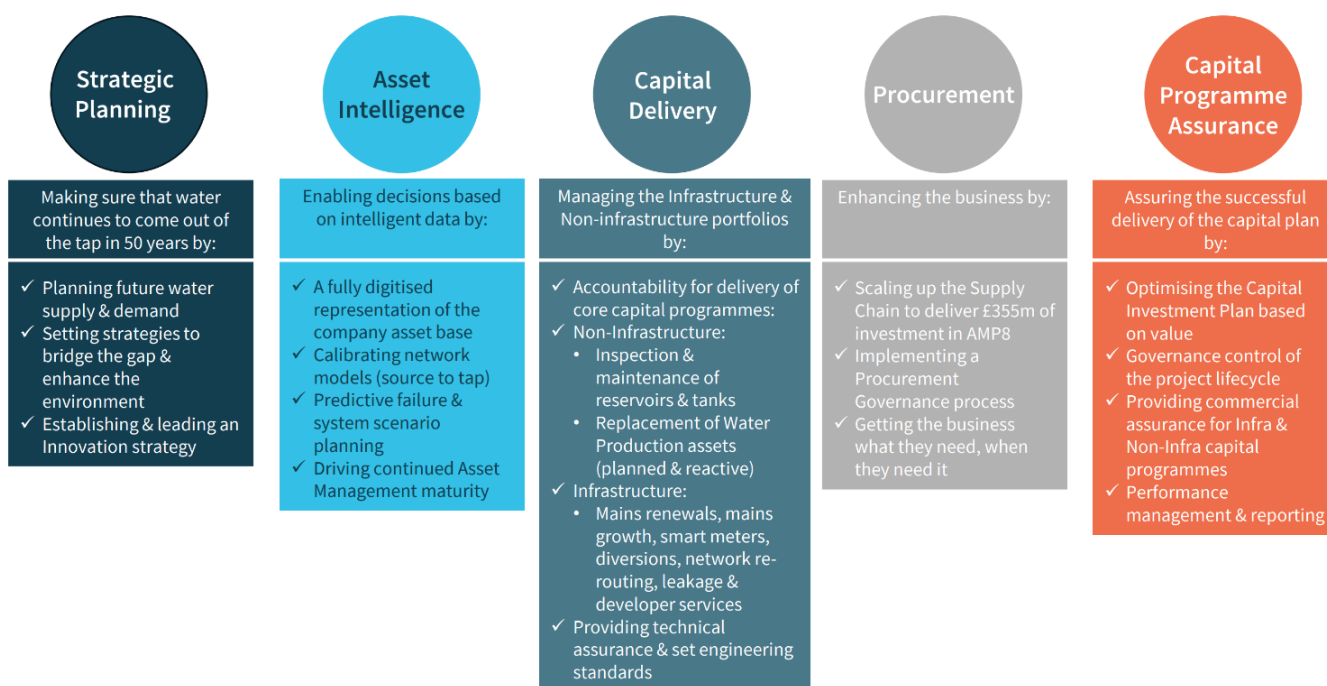 Strategic
Planning
Making sure that water
continues to come out of
the tap in 50 years by:
✓ Planning future water
supply & demand
✓ Setting strategies to
bridge the gap &
enhance the
environment
✓ Establishing & leading an
Innovation strategy
Asset
Intelligence
Enabling decisions based
on intelligent data by:
✓ A fully digitised
representation of the
company asset base
✓ Calibrating network
models (source to tap)
✓ Predictive failure &
system scenario
planning
✓ Driving continued Asset
Management maturity
Capital
Delivery
Managing the Infrastructure &
Non-infrastructure portfolios
by:
✓ Accountability for delivery of
core capital programmes:
✓ Non-Infrastructure:
• Inspection &
maintenance of
reservoirs & tanks
• Replacement of Water
Production assets
(planned & reactive)
✓ Infrastructure:
• Mains renewals, mains
growth, smart meters,
diversions, network re-
routing, leakage &
developer services
✓ Providing technical
assurance & set engineering
standards
Procurement
Enhancing the business by:
✓ Scaling up the Supply
Chain to deliver £355m of
investment in AMP8
✓ Implementing a
Procurement
Governance process
✓ Getting the business
what they need, when
they need it
Capital
Programme
Assurance
Assuring the successful
delivery of the capital plan
by:
✓ Optimising the Capital
Investment Plan based
on value
✓ Governance control of
the project lifecycle
✓ Providing commercial
assurance for Infra &
Non-Infra capital
programmes
✓ Performance
management & reporting